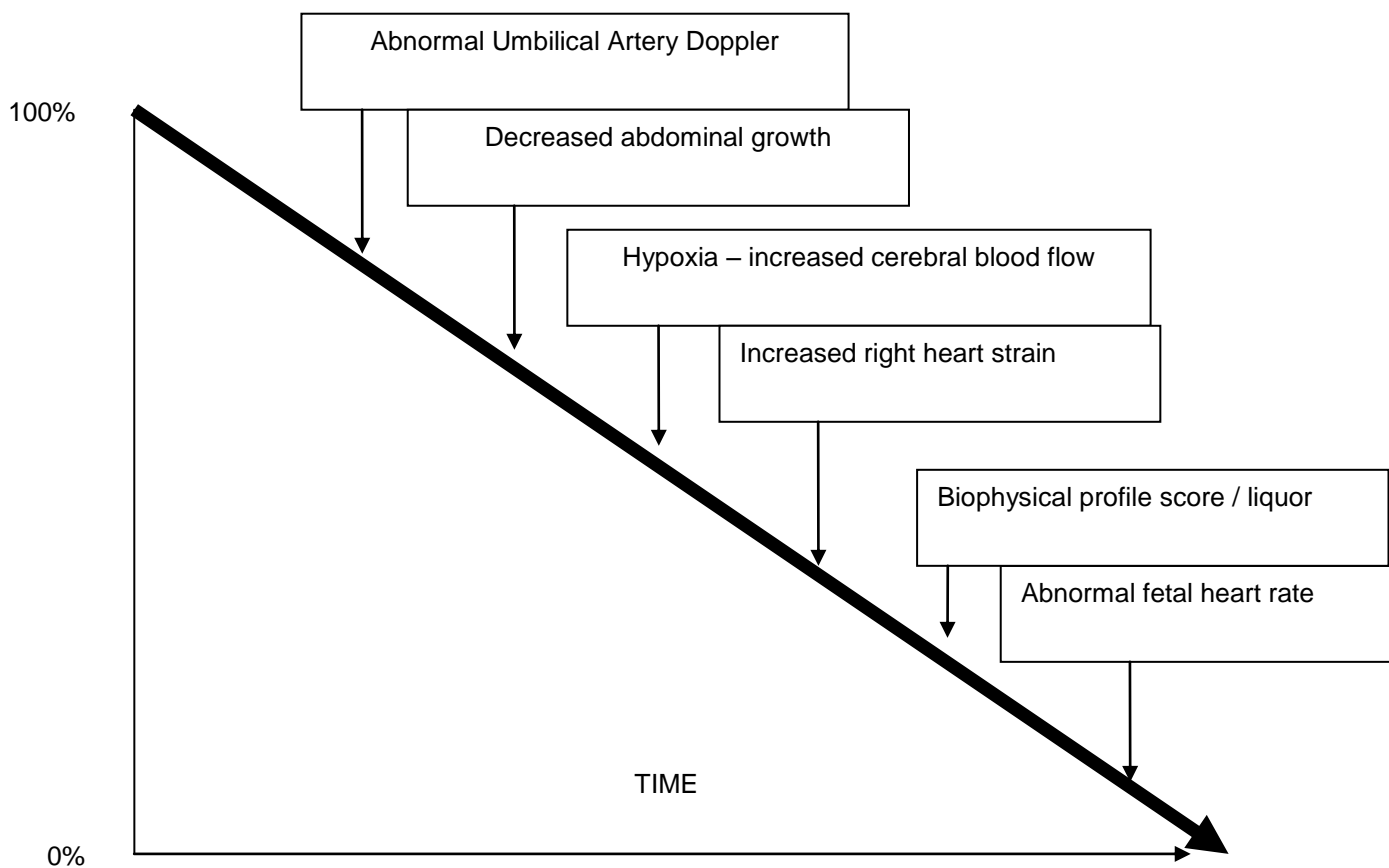 Abnormal Umbilical Artery Doppler
100%
Decreased abdominal growth
Hypoxia – increased cerebral blood flow
Increased right heart strain
Biophysical profile score / liquor
Abnormal fetal heart rate
TIME
0%